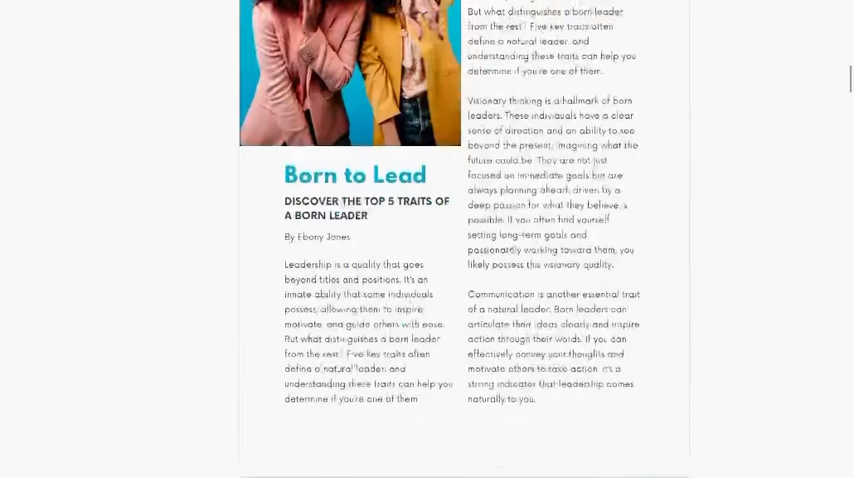 Born to Lead
DISCOVER THE TOP 5 TRAITS OF
A BORN LEADER
By Ebony Jones
Leadership is a quality that goes
beyond titles and positions. It's an
innate ability that some individuals
possess, allowing them to inspire,
motivate, and guide others with ease.
But what distinguishes a born leader
from the rest? Five key traits often
define a natural leader, and
understanding these traits can help you
determine if you're one of them
But what distinguishes a born leader
from the rest? Five key traits often
define a natural leader, and
understanding these traits can help you
determine if you're one of them.
Visionary thinking is a hallmark of born
leaders. These individuals have a clear
sense of direction and an ability to see
beyond the present, imagining what the
future could be. They are not just
focused on immediate goals but are
always planning ahead, driven by a
deep passion for what they believe is
possible. If you often find yourself
setting long-term goals and
passionately working toward them, you
likely possess this visionary quality.
Communication is another essential trait
of a natural leader. Born leaders can
articulate their ideas clearly and inspire
action through their words. If you can
effectively convey your thoughts and
motivate others to take action, it's a
strong indicator that leadership comes
naturally to you.